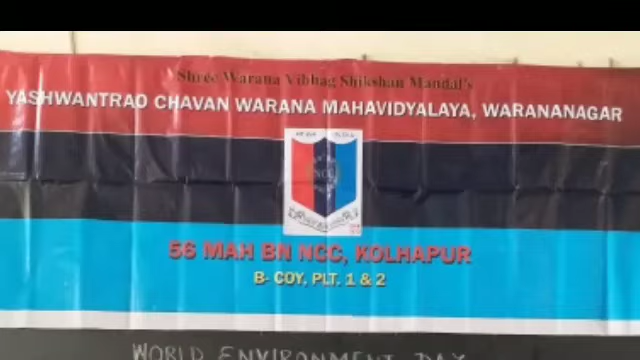 Shree Warana Vibhag Shikshan Mandal's
YASHWANTRAO CHAVAN WARANA MAHAVIDYALAYA, WARANANAGAR
NCC
56 MAH BN NCC, KOLHAPUR
B- COY, PLT. 1 & 2
WORLD ENVIRONMENT DAY